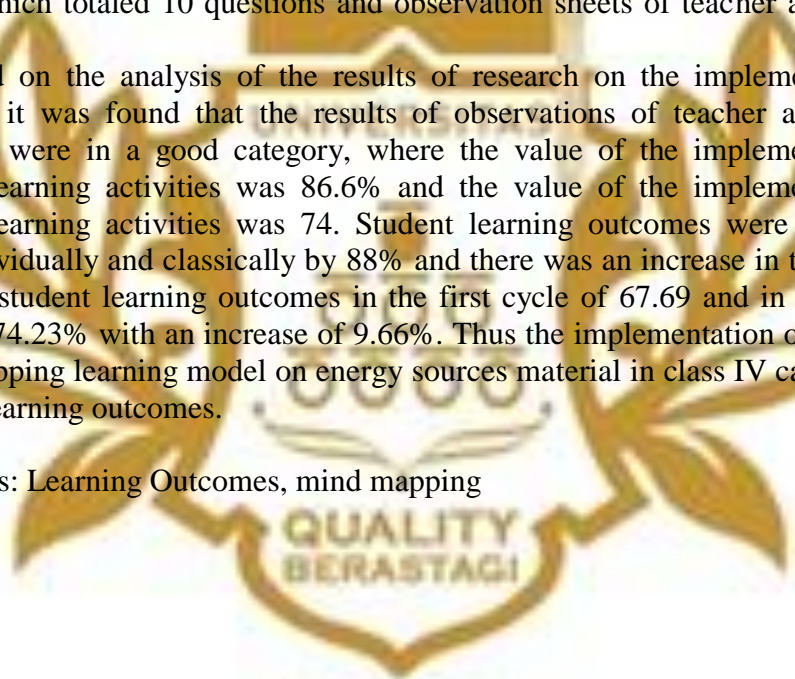 which totaled 10 questions and observation sheets of teacher a
d on the analysis of the results of research on the impleme
it was found that the results of observations of teacher a
UNIVERSITAS
were in a good category, where the value of the impleme
earning activities was 86.6% and the value of the impleme
earning activities was 74. Student learning outcomes were
vidually and classically by 88% and there was an increase in t
student learning outcomes in the first cycle of 67.69 and in
74.23% with an increase of 9.66%. Thus the implementation o
pping learning model on energy sources material in class IV ca
earning outcomes.
s: Learning Outcomes, mind mapping
QUALITY
BERASTAGI